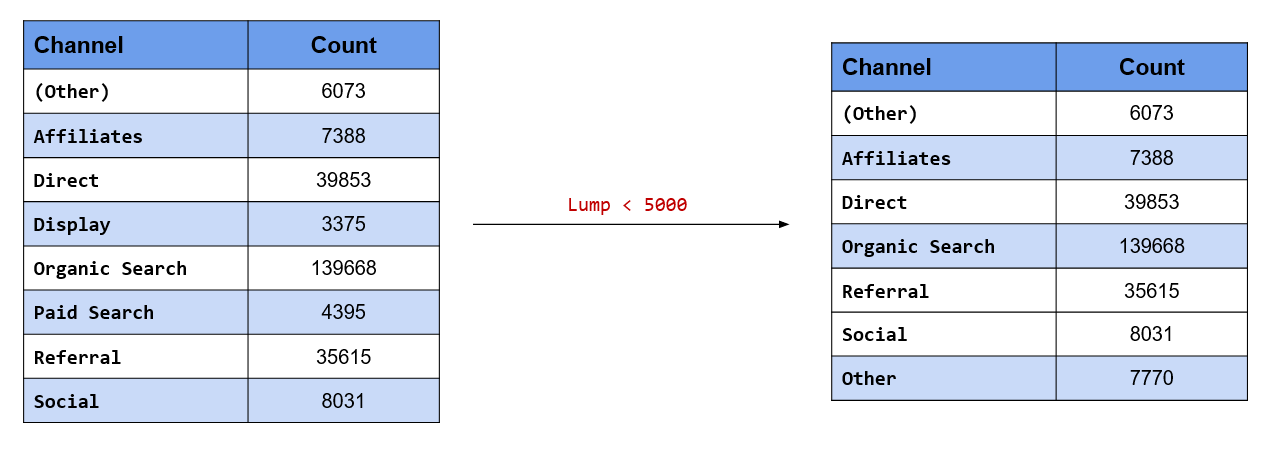 Channel Count
(Other) 6073
Affiliates 7388
Direct 39853
Display 3375
Organic Search 139668
Paid Search 4395
Referral 35615
Social 8031
Lump < 5000
Channel Count
(Other) 6073
Affiliates 7388
Direct 39853
Organic Search 139668
Referral 35615
Social 8031
Other 7770